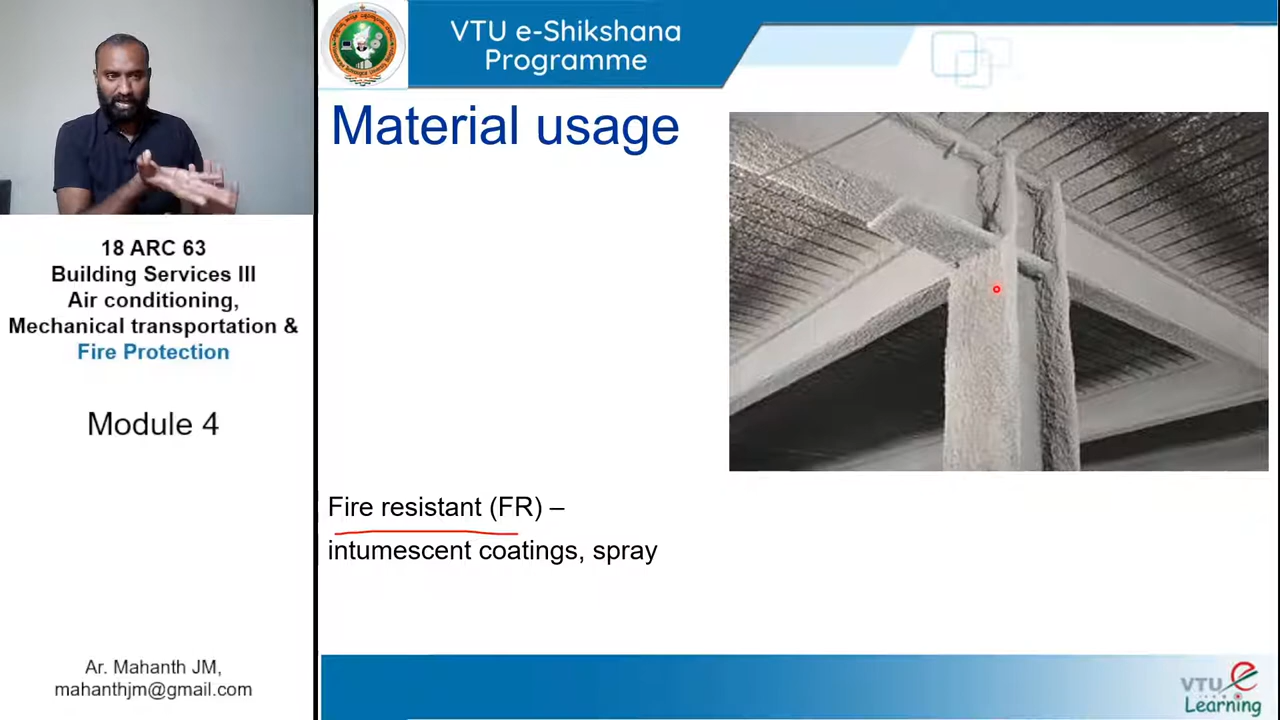 VTU e-Shikshana
Programme
Material usage
18 ARC 63
Building Services III
Air conditioning,
Mechanical transportation &
Fire Protection
Module 4
Fire resistant (FR) –
intumescent coatings, spray
Ar. Mahanth JM,
mahanthjm@gmail.com
VTU e
Learning